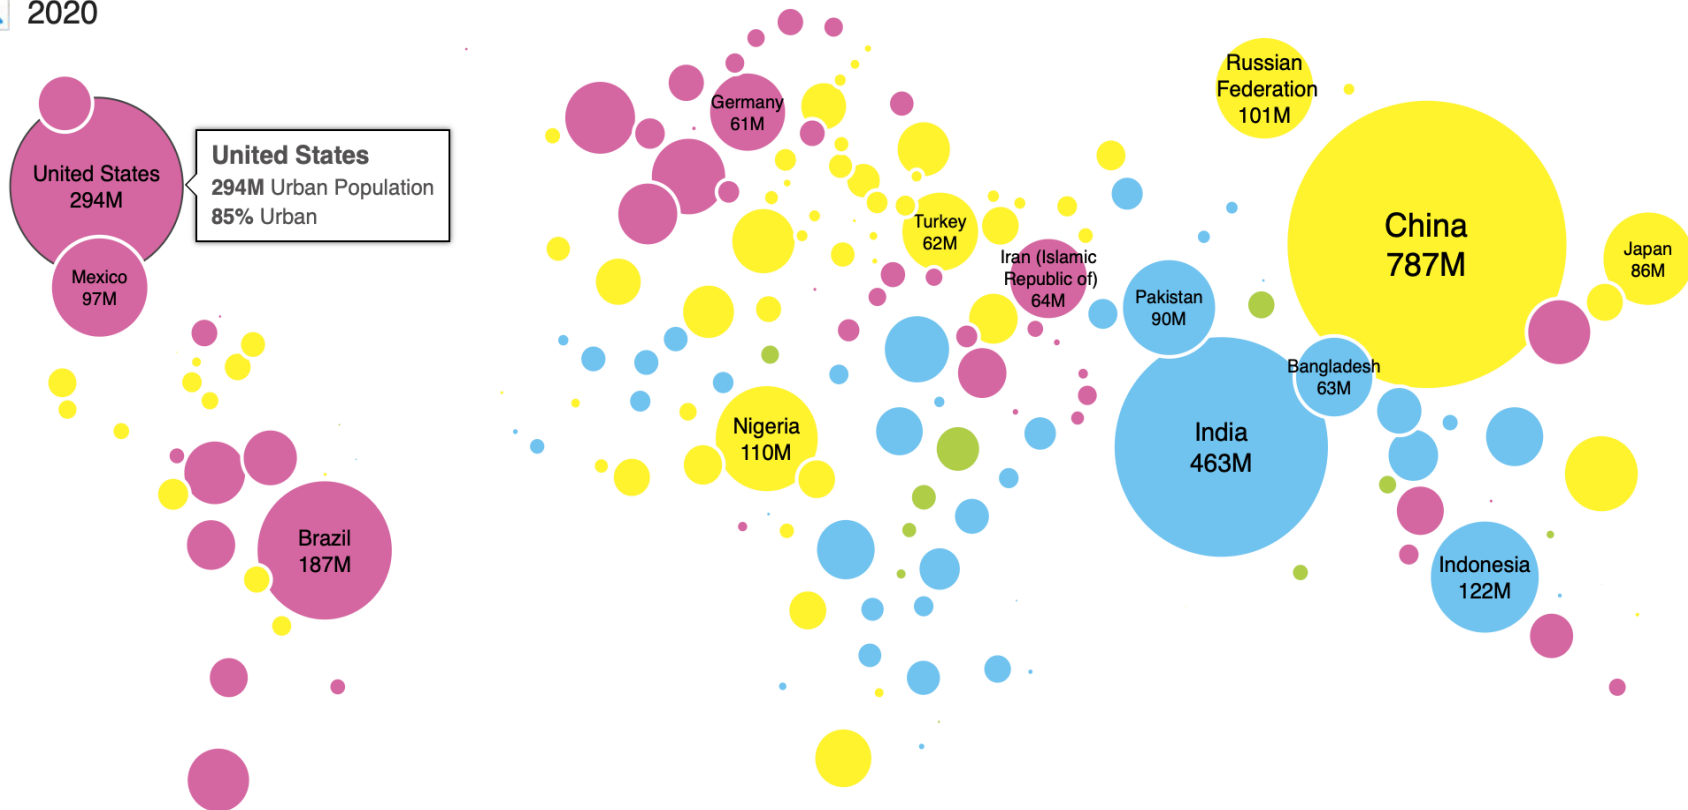 2020
United States
294M
United States
294M Urban Population
85% Urban
Mexico
97M
Brazil
187M
Germany
61M
Turkey
62M
Iran (Islamic
Republic of)
64M
Nigeria
110M
Russian
Federation
101M
China
787M
Japan
86M
Pakistan
90M
Bangladesh
63M
India
463M
Indonesia
122M